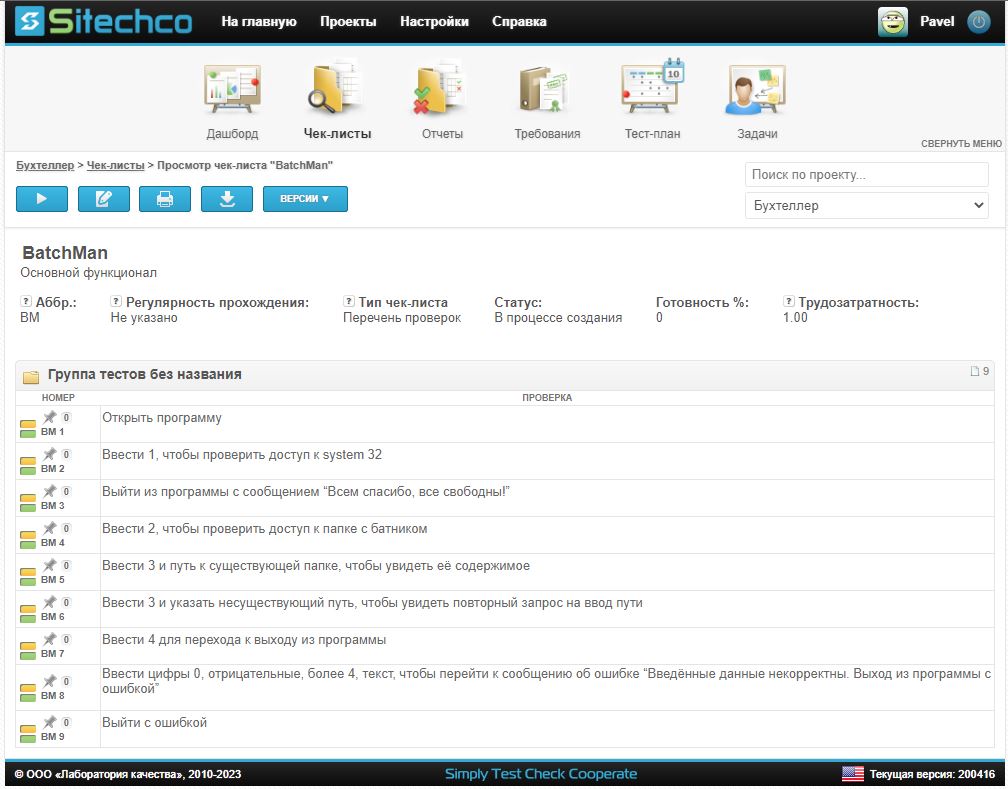 Sitechco
На главную Проекты Настройки Справка
Pavel
10
Дашборд Чек-листы Отчеты Требования Тест-план Задачи
СВЕРНУТЬ МЕНЮ
Бухтеллер > Чек-листы > Просмотр чек-листа "BatchMan"
Поиск по проекту...
ВЕРСИИ ▼
Бухтеллер
BatchMan
Основной функционал
? Аббр.: ? Регулярность прохождения: ? Тип чек-листа Статус: Готовность %: ? Трудозатратность:
BM Не указано Перечень проверок В процессе создания 0 1.00
Группа тестов без названия 9
НОМЕР ПРОВЕРКА
0 Открыть программу
BM 1
0 Ввести 1, чтобы проверить доступ к system 32
BM 2
0 Выйти из программы с сообщением “Всем спасибо, все свободны!”
BM 3
0 Ввести 2, чтобы проверить доступ к папке с батником
BM 4
0 Ввести 3 и путь к существующей папке, чтобы увидеть её содержимое
BM 5
0 Ввести 3 и указать несуществующий путь, чтобы увидеть повторный запрос на ввод пути
BM 6
0 Ввести 4 для перехода к выходу из программы
BM 7
0 Ввести цифры 0, отрицательные, более 4, текст, чтобы перейти к сообщению об ошибке “Введённые данные некорректны. Выход из программы с
ошибкой”
BM 8
0 Выйти с ошибкой
BM 9
© ООО «Лаборатория качества», 2010-2023 Simply Test Check Cooperate Текущая версия: 200416